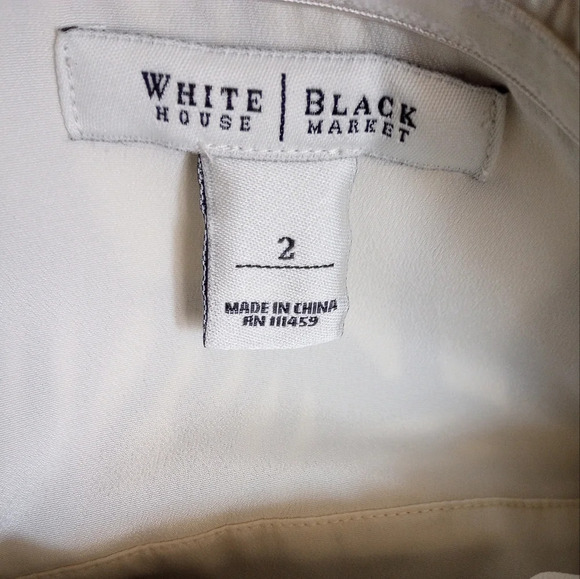 WHITE | BLACK
HOUSE | MARKET
2
MADE IN CHINA
RN 111459